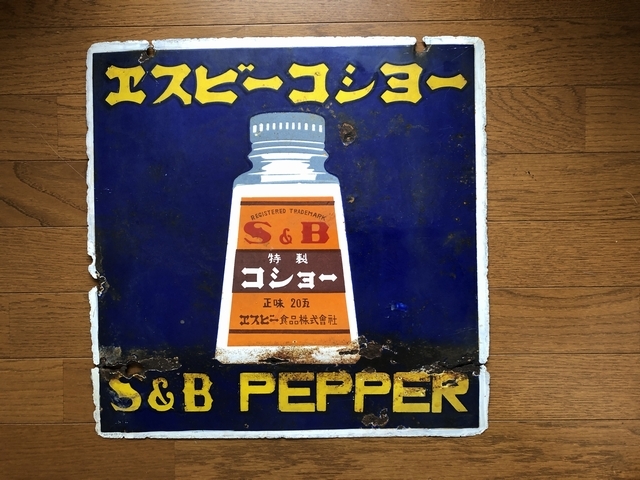 エスビーコショー
REGISTERED TRADEMARK
S&B
特製
コショー
正味 20瓦
エスビー食品株式會社
S&B PEPPER